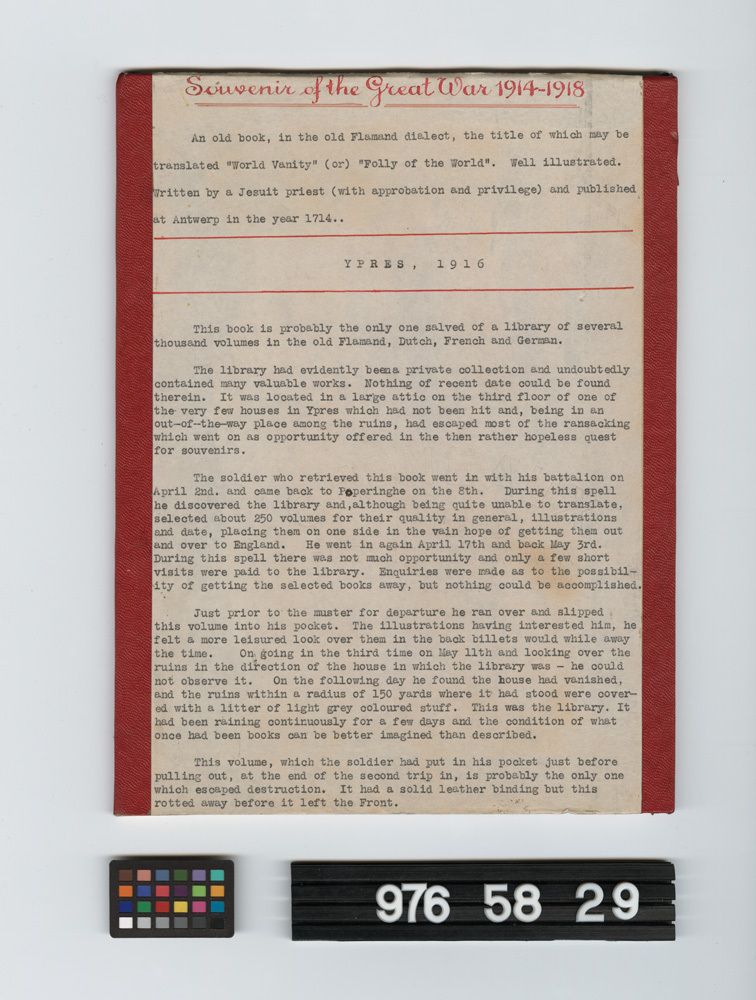 Souvenir of the Great War 1914-1918
An old book, in the old Flamand dialect, the title of which may be
translated "World Vanity" (or) "Folly of the World".  Well illustrated.
Written by a Jesuit priest (with approbation and privilege) and published
at Antwerp in the year 1714..
YPRES, 1916
This book is probably the only one salved of a library of several
thousand volumes in the old Flamand, Dutch, French and German.
The library had evidently beena private collection and undoubtedly
contained many valuable works.  Nothing of recent date could be found
therein.  It was located in a large attic on the third floor of one of
the very few houses in Ypres which had not been hit and, being in an
out-of-the-way place among the ruins, had escaped most of the ransacking
which went on as opportunity offered in the then rather hopeless quest
for souvenirs.
The soldier who retrieved this book went in with his battalion on
April 2nd. and came back to Poperinghe on the 8th.  During this spell
he discovered the library and,although being quite unable to translate,
selected about 250 volumes for their quality in general, illustrations
and date, placing them on one side in the vain hope of getting them out
and over to England.  He went in again April 17th and back May 3rd.
During this spell there was not much opportunity and only a few short
visits were paid to the library.  Enquiries were made as to the possibil-
ity of getting the selected books away, but nothing could be accomplished.
Just prior to the muster for departure he ran over and slipped
this volume into his pocket.  The illustrations having interested him, he
felt a more leisured look over them in the back billets would while away
the time.  On going in the third time on May 11th and looking over the
ruins in the direction of the house in which the library was - he could
not observe it.  On the following day he found the house had vanished,
and the ruins within a radius of 150 yards where it had stood were cover-
ed with a litter of light grey coloured stuff.  This was the library. It
had been raining continuously for a few days and the condition of what
once had been books can be better imagined than described.
This volume, which the soldier had put in his pocket just before
pulling out, at the end of the second trip in, is probably the only one
which escaped destruction.  It had a solid leather binding but this
rotted away before it left the Front.
976 58 29